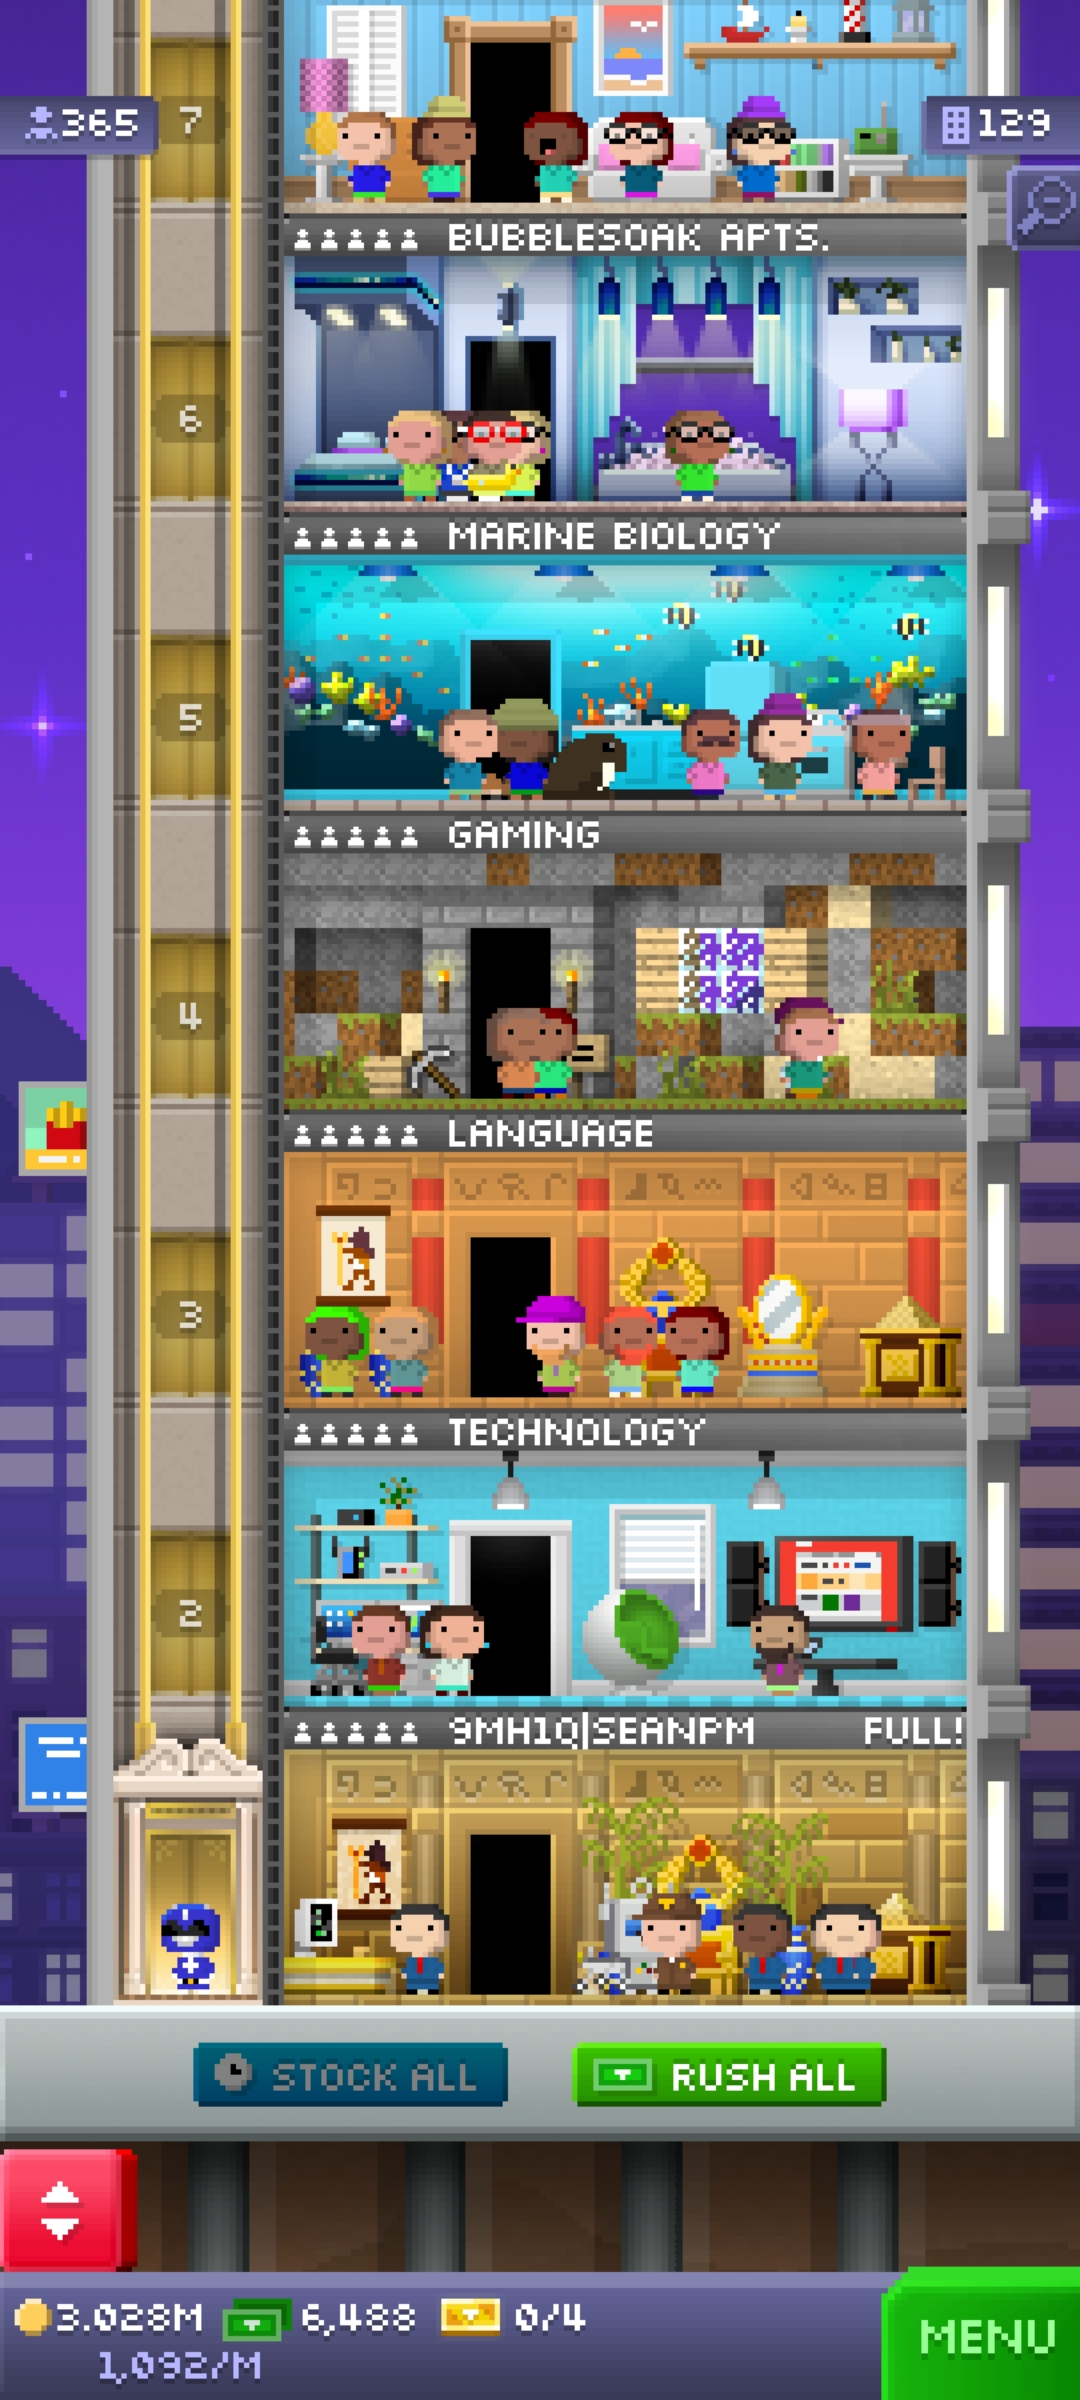 7
365
129
BUBBLESOAK APTS.
6
MARINE BIOLOGY
5
GAMING
4
LANGUAGE
3
TECHNOLOGY
2
9MH1Q|SEANPM FULL!
STOCK ALL
RUSH ALL
3.028M 6,488 0/4
1,092/M
MENU